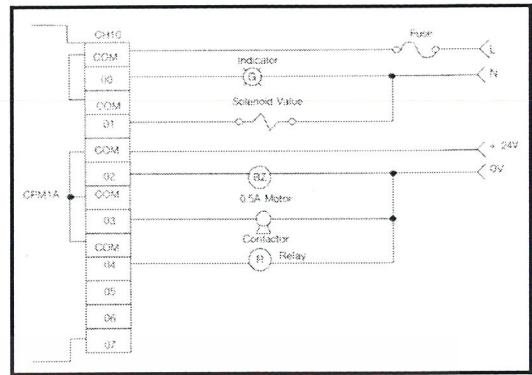 CH10
Fuse
L
COM
Indicator
00
G
N
COM
Solenoid Value
01
COM
+ 24V
02
BZ
0V
CPM1A
COM
0.5A Motor
03
Contactor
COM
R
Relay
04
05
06
07